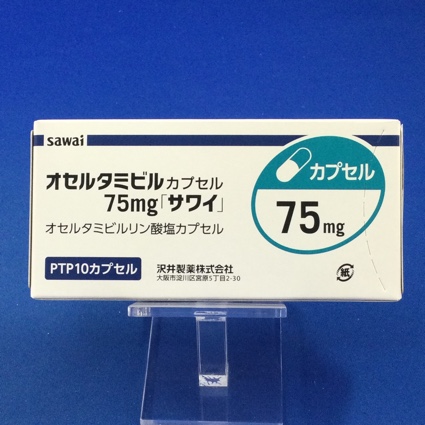 sawai
オセルタミビルカプセル
75mg「サワイ」
オセルタミビルリン酸塩カプセル
PTP10カプセル
沢井製薬株式会社
大阪市淀川区宮原5丁目2-30
カプセル
75mg
紙